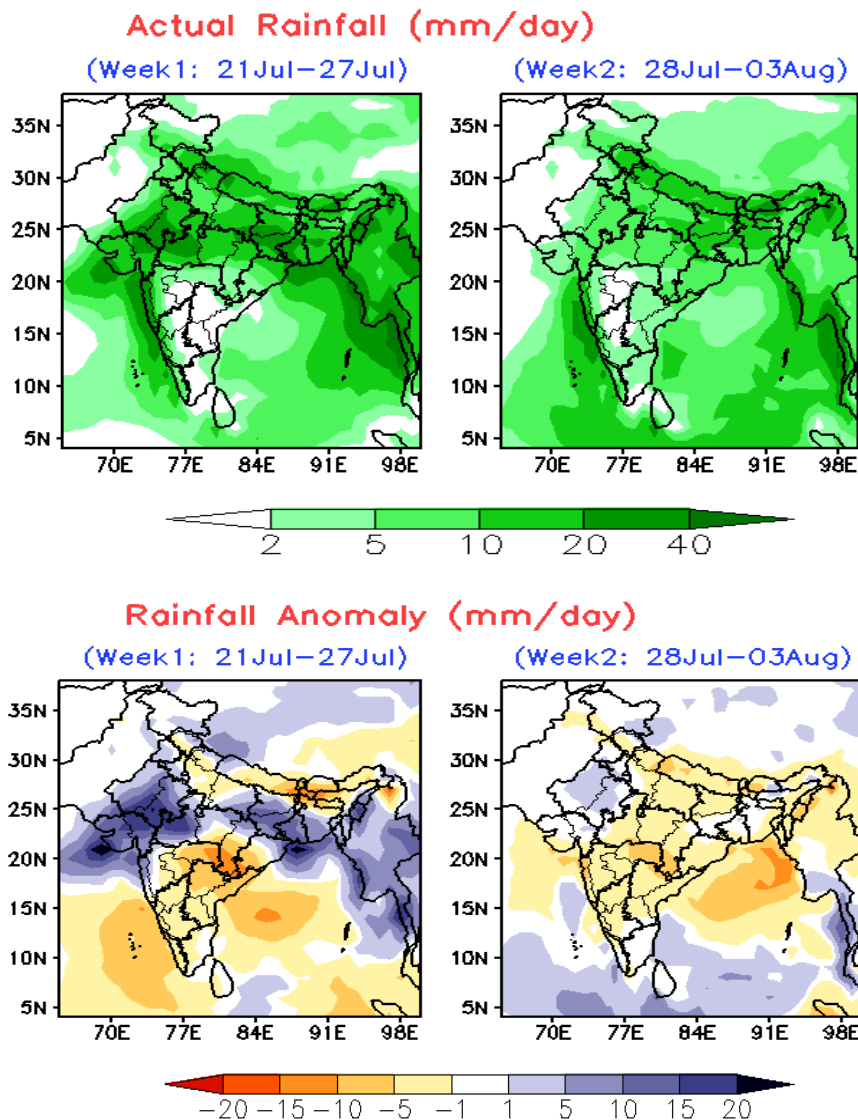 Actual Rainfall (mm/day)
(Week1: 21Jul−27Jul) (Week2: 28Jul−03Aug)
35N 35N
30N 30N
25N 25N
20N 20N
15N 15N
10N 10N
5N 5N
70E 77E 84E 91E 98E 70E 77E 84E 91E 98E
2 5 10 20 40
Rainfall Anomaly (mm/day)
(Week1: 21Jul−27Jul) (Week2: 28Jul−03Aug)
35N 35N
30N 30N
25N 25N
20N 20N
15N 15N
10N 10N
5N 5N
70E 77E 84E 91E 98E 70E 77E 84E 91E 98E
−20 −15 −10 −5 −1 1 5 10 15 20